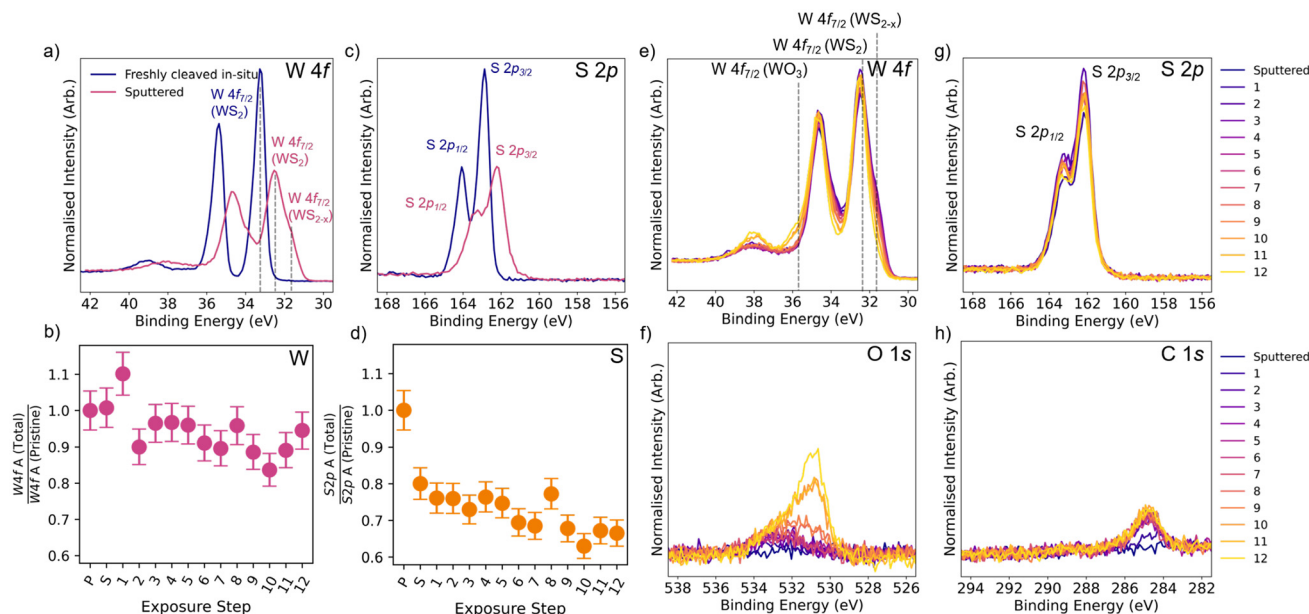 a)
W 4f
Freshly cleaved in-situ
Sputtered
W 4f7/2
(WS2)
W 4f7/2
(WS2)
W 4f7/2
(WS2-x)
Normalised Intensity (Arb.)
42 40 38 36 34 32 30
Binding Energy (eV)
c)
S 2p
S 2p3/2
S 2p1/2
S 2p3/2
S 2p1/2
Normalised Intensity (Arb.)
168 166 164 162 160 158 156
Binding Energy (eV)
e)
W 4f7/2 (WS2-x)
W 4f7/2 (WS2)
W 4f7/2 (WO3)
W 4f
Normalised Intensity (Arb.)
42 40 38 36 34 32 30
Binding Energy (eV)
g)
S 2p
S 2p3/2
S 2p1/2
Normalised Intensity (Arb.)
168 166 164 162 160 158 156
Binding Energy (eV)
Sputtered
1
2
3
4
5
6
7
8
9
10
11
12
b)
W
W4f A (Total)
W4f A (Pristine)
1.1
1.0
0.9
0.8
0.7
0.6
P S 1 2 3 4 5 6 7 8 9 10 11 12
Exposure Step
d)
S
S2p A (Total)
S2p A (Pristine)
1.1
1.0
0.9
0.8
0.7
0.6
P S 1 2 3 4 5 6 7 8 9 10 11 12
Exposure Step
f)
O 1s
Normalised Intensity (Arb.)
538 536 534 532 530 528 526
Binding Energy (eV)
h)
C 1s
Normalised Intensity (Arb.)
294 292 290 288 286 284 282
Binding Energy (eV)
Sputtered
1
2
3
4
5
6
7
8
9
10
11
12